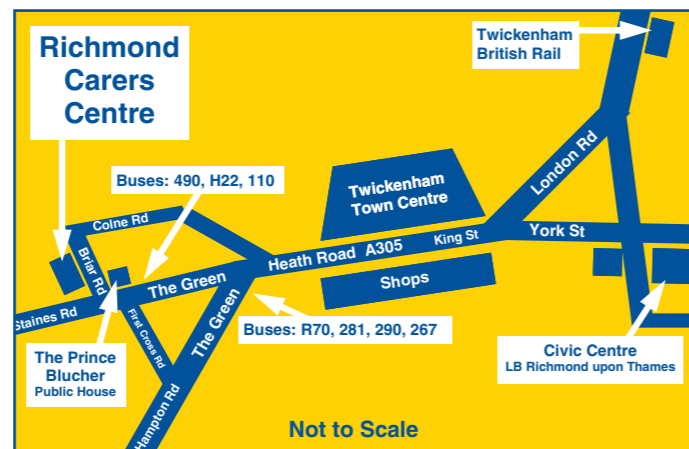 Richmond
Carers
Centre
Twickenham
British Rail
Buses: 490, H22, 110
Twickenham
Town Centre
London Rd
Colne Rd
Briar Rd
Heath Road A305
King St
York St
The Green
Shops
Staines Rd
First Cross Rd
The Green
Buses: R70, 281, 290, 267
The Prince
Blucher
Public House
Civic Centre
LB Richmond upon Thames
Hampton Rd
Not to Scale